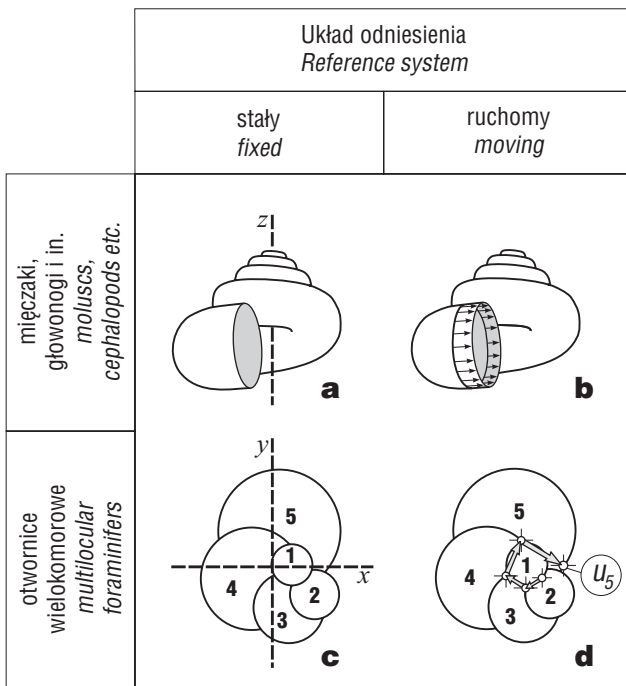 Układ odniesienia
Reference system
stały
fixed
ruchomy
moving
mięczaki,
głowonogi i in.
moluscs,
cephalopods etc.
z
a
b
otwornice
wielokomorowe
multilocular
foraminifers
y
x
5
1
4
2
3
c
5
1
4
2
3
u5
d